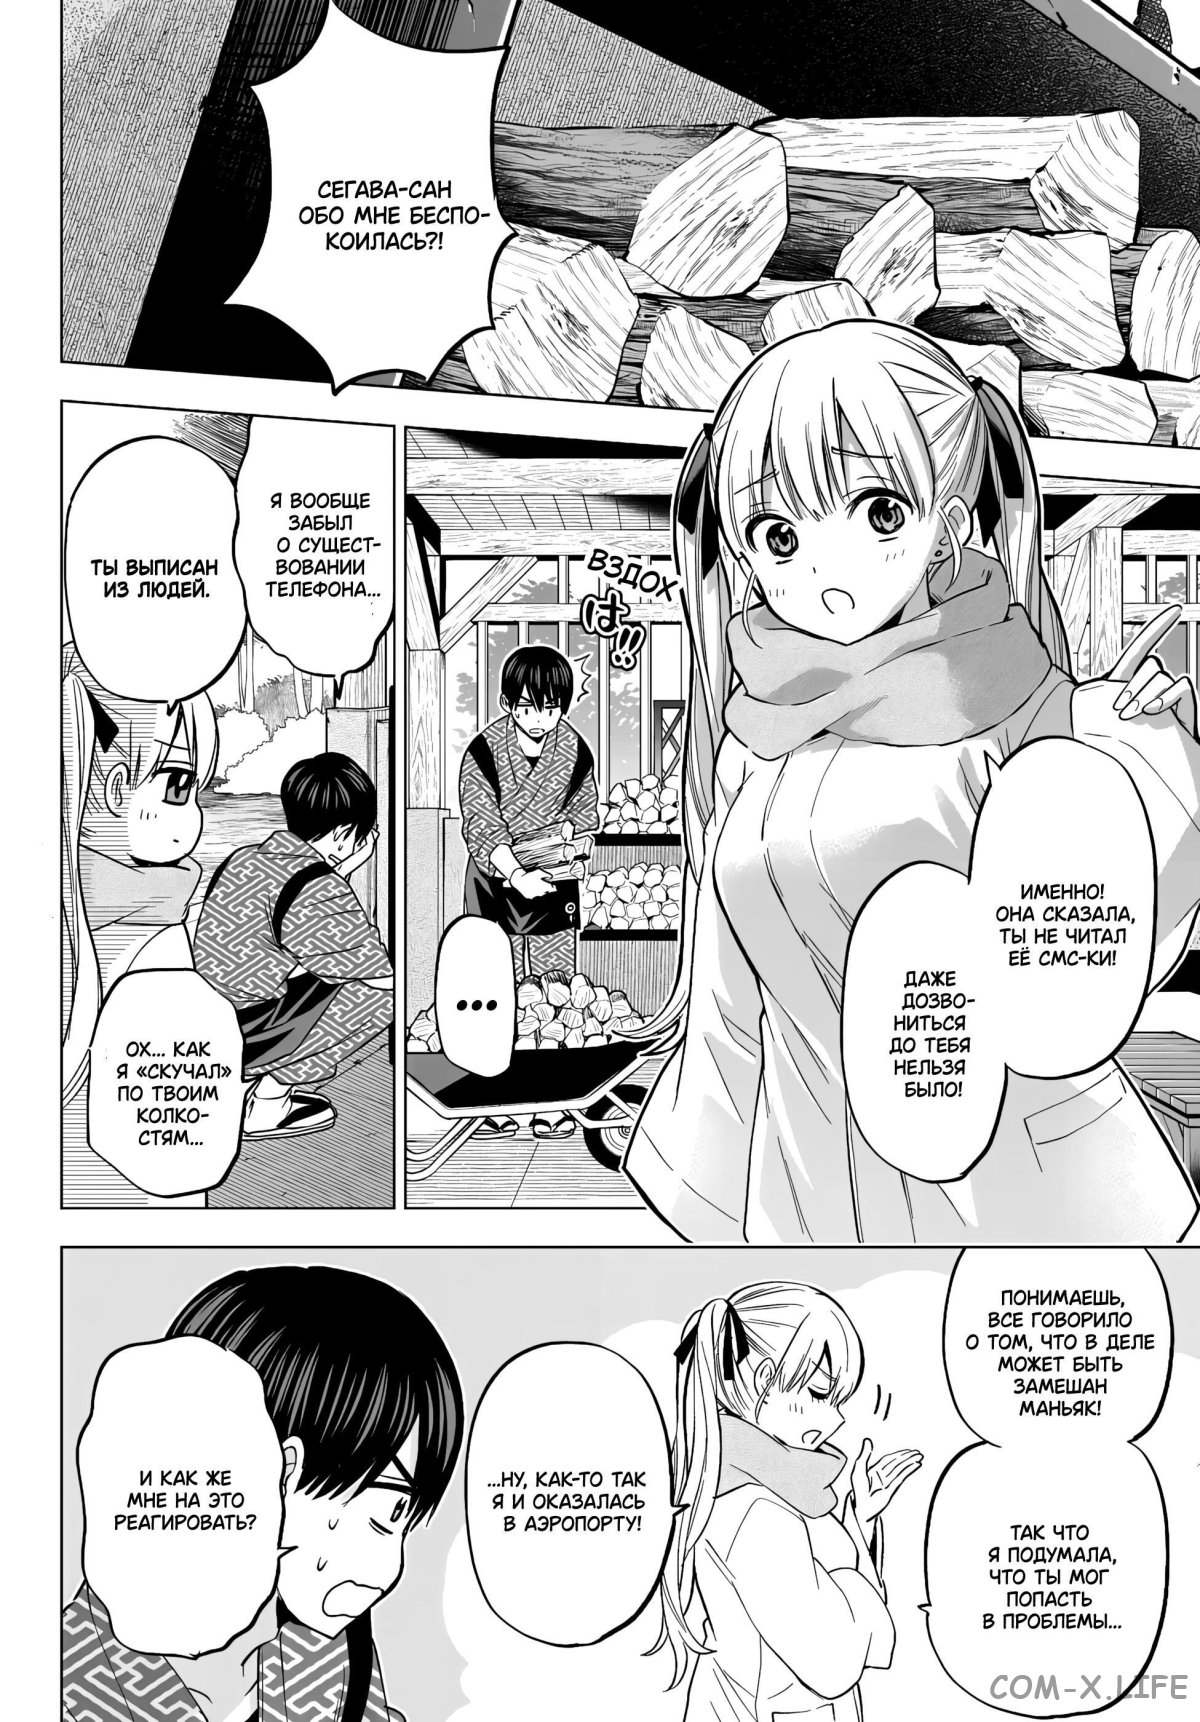 СЕГАВА-САН
ОБО МНЕ БЕСПО-
КОИЛАСЬ?!
ИМЕННО!
ОНА СКАЗАЛА,
ТЫ НЕ ЧИТАЛ
ЕЁ СМС-КИ!
ДАЖЕ
ДОЗВО-
НИТЬСЯ
ДО ТЕБЯ
НЕЛЬЗЯ
БЫЛО!
ВЗДОХ
は!!
...
Я ВООБЩЕ
ЗАБЫЛ
О СУЩЕСТ-
ВОВАНИИ
ТЕЛЕФОНА...
ТЫ ВЫПИСАН
ИЗ ЛЮДЕЙ.
ОХ... КАК
Я «СКУЧАЛ»
ПО ТВОИМ
КОЛКО-
СТЯМ...
ПОНИМАЕШЬ,
ВСЕ ГОВОРИЛО
О ТОМ, ЧТО В ДЕЛЕ
МОЖЕТ БЫТЬ
ЗАМЕШАН
МАНЬЯК!
ТАК ЧТО
Я ПОДУМАЛА,
ЧТО ТЫ МОГ
ПОПАСТЬ
В ПРОБЛЕМЫ...
...НУ, КАК-ТО ТАК
Я И ОКАЗАЛАСЬ
В АЭРОПОРТУ!
И КАК ЖЕ
МНЕ НА ЭТО
РЕАГИРОВАТЬ?
COM-X.LIFE